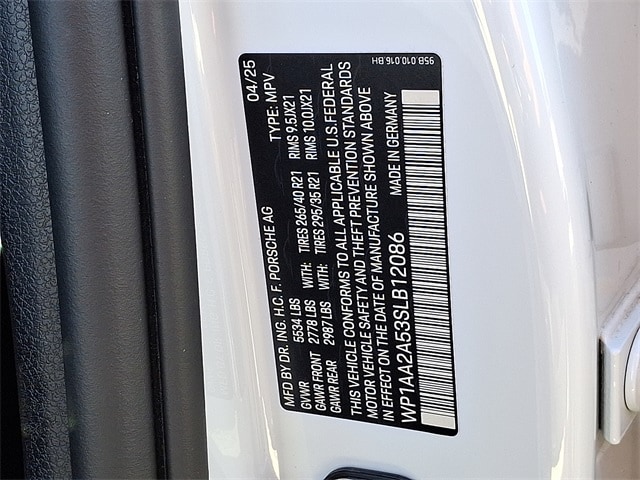 MFD BY DR. ING. H.C. F. PORSCHE AG 04/25
GVWR 5534 LBS TYPE: MPV
GAWR FRONT 2778 LBS WITH: TIRES 265/40 R21 RIMS 9.5JX21
GAWR REAR 2987 LBS WITH: TIRES 295/35 R21 RIMS 10.0JX21
THIS VEHICLE CONFORMS TO ALL APPLICABLE U.S. FEDERAL
MOTOR VEHICLE SAFETY AND THEFT PREVENTION STANDARDS
IN EFFECT ON THE DATE OF MANUFACTURE SHOWN ABOVE
WP1AA2A53SLB12086 MADE IN GERMANY
95B.010.016 BH